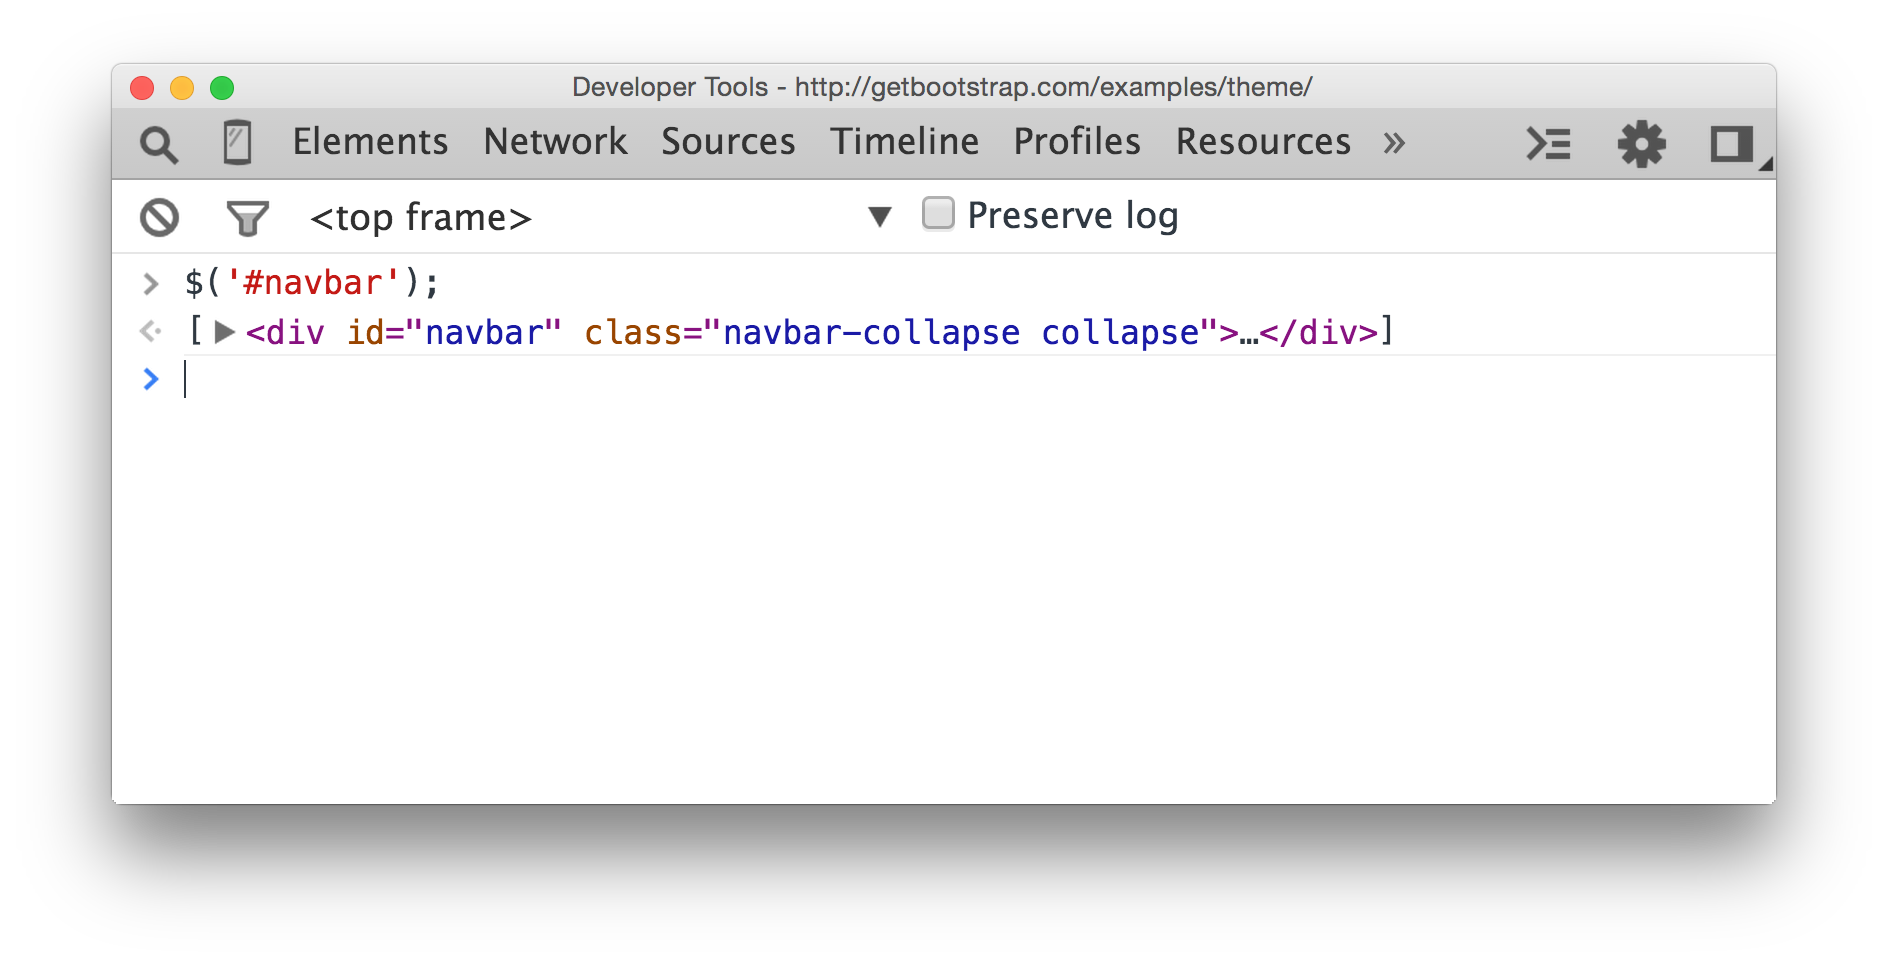 Developer Tools - http://getbootstrap.com/examples/theme/
Elements Network Sources Timeline Profiles Resources »
<top frame> ▼ Preserve log
> $('#navbar');
[▶<div id="navbar" class="navbar-collapse collapse">…</div>]
>